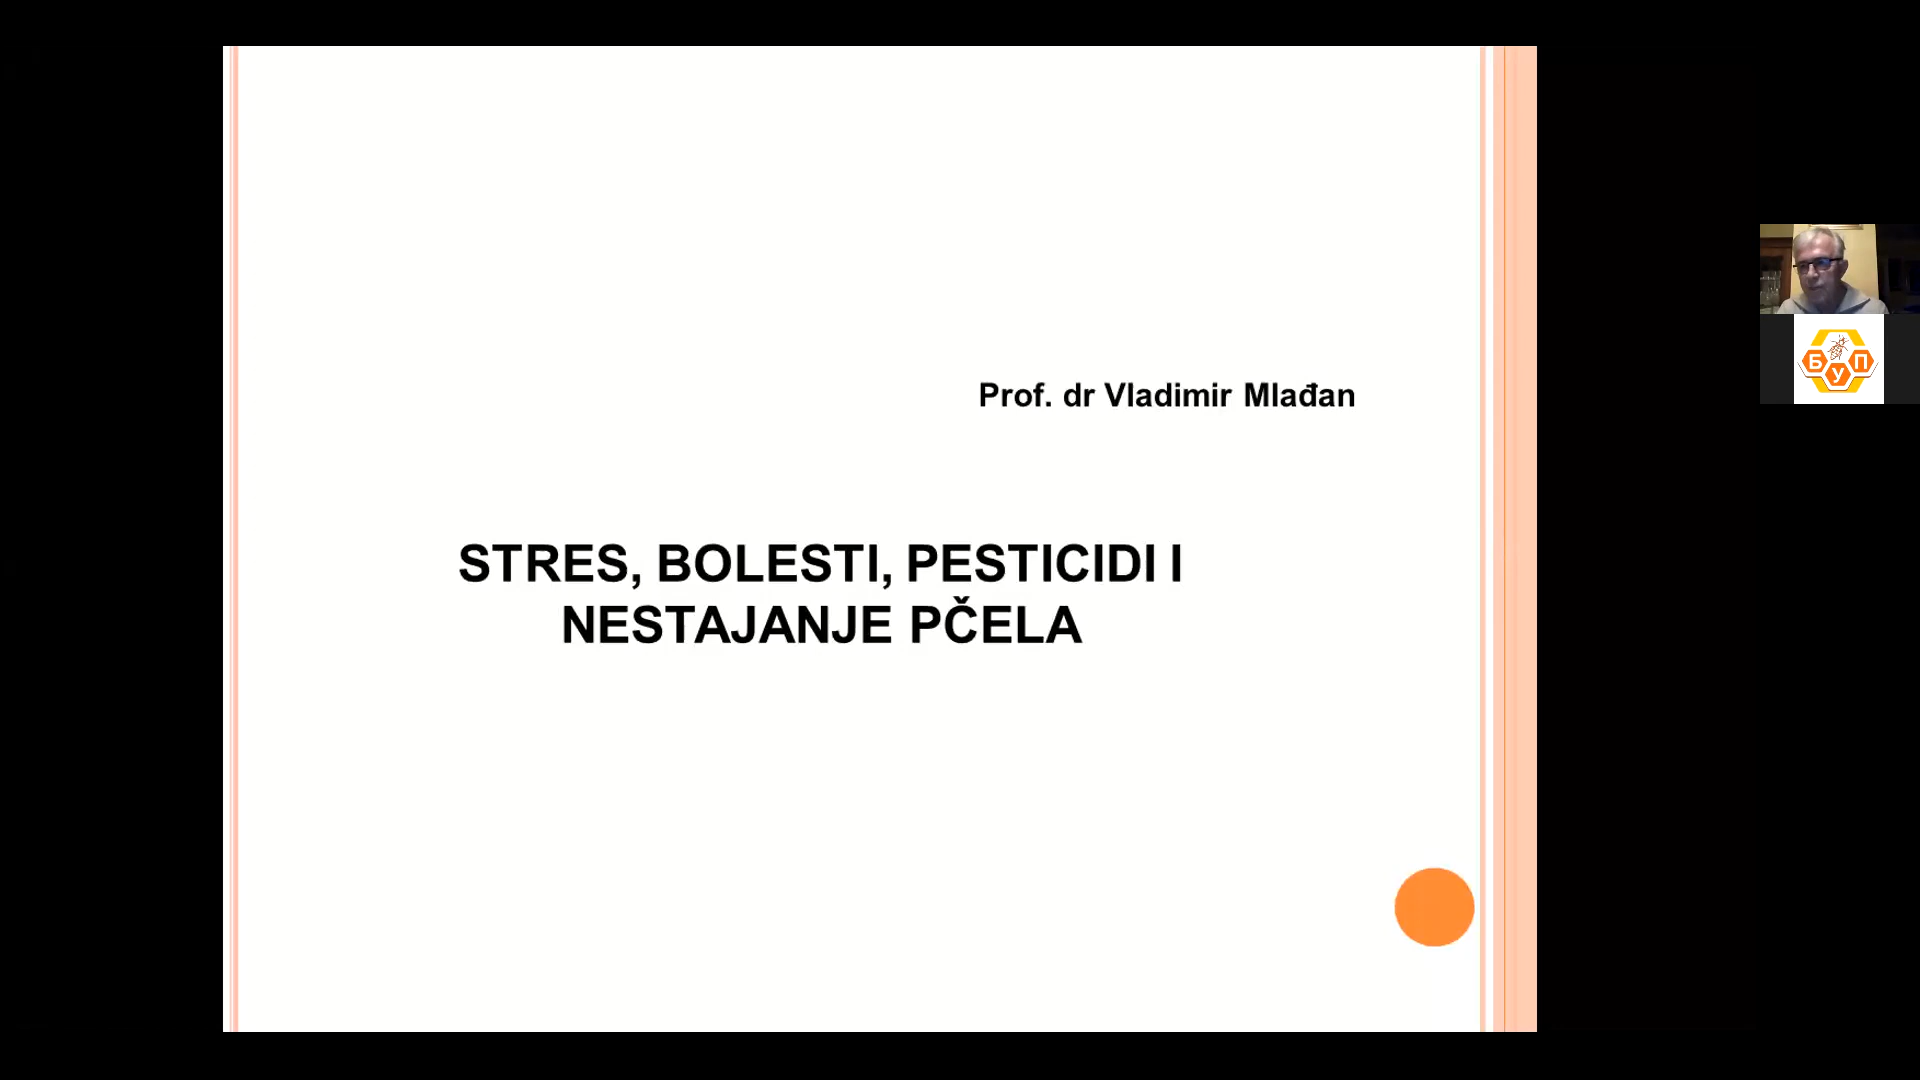 Prof. dr Vladimir Mlađan
STRES, BOLESTI, PESTICIDI I
NESTAJANJE PČELA
Б У П